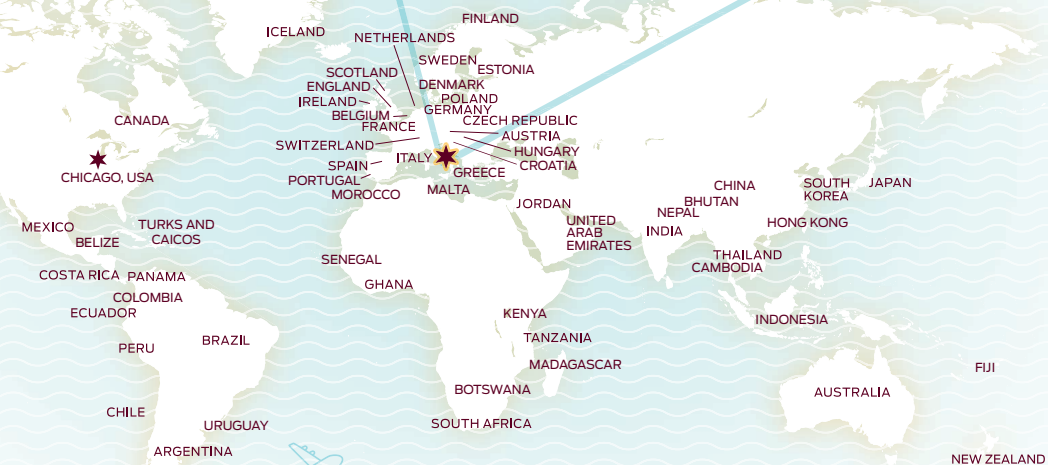 FINLAND
ICELAND
NETHERLANDS
SWEDEN
SCOTLAND
ESTONIA
ENGLAND
DENMARK
IRELAND
POLAND
BELGIUM
GERMANY
CANADA
FRANCE
CZECH REPUBLIC
AUSTRIA
SWITZERLAND
HUNGARY
ITALY
SPAIN
CROATIA
CHICAGO, USA
PORTUGAL
GREECE
MOROCCO
MALTA
CHINA
SOUTH
KOREA
JAPAN
JORDAN
BHUTAN
NEPAL
UNITED
ARAB
EMIRATES
INDIA
HONG KONG
MEXICO
TURKS AND
CAICOS
BELIZE
SENEGAL
THAILAND
CAMBODIA
COSTA RICA
PANAMA
GHANA
COLOMBIA
ECUADOR
KENYA
INDONESIA
BRAZIL
TANZANIA
PERU
MADAGASCAR
FIJI
BOTSWANA
AUSTRALIA
CHILE
URUGUAY
SOUTH AFRICA
ARGENTINA
NEW ZEALAND